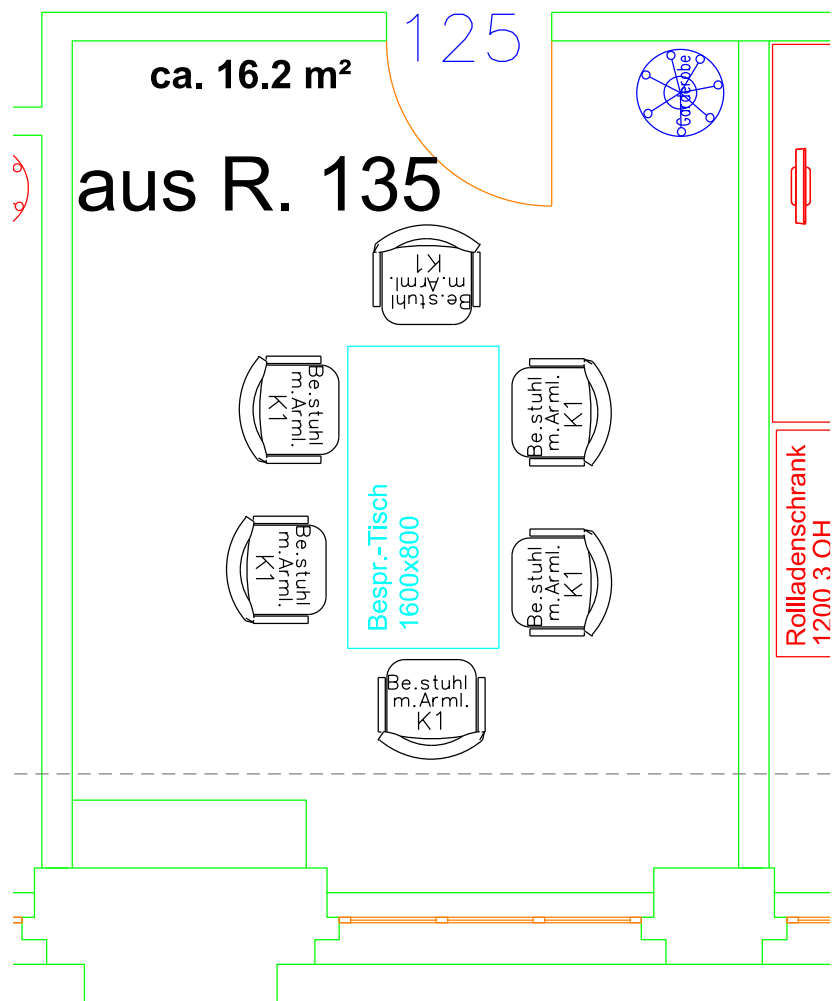 125
ca. 16.2 m²
Garderobe
aus R. 135
Be.stuhl
m.Arml.
K1
Be.stuhl
m.Arml.
K1
Be.stuhl
m.Arml.
K1
Bespr.-Tisch
1600x800
Be.stuhl
m.Arml.
K1
Be.stuhl
m.Arml.
K1
Be.stuhl
m.Arml.
K1
Rollladenschrank
1200 3 OH